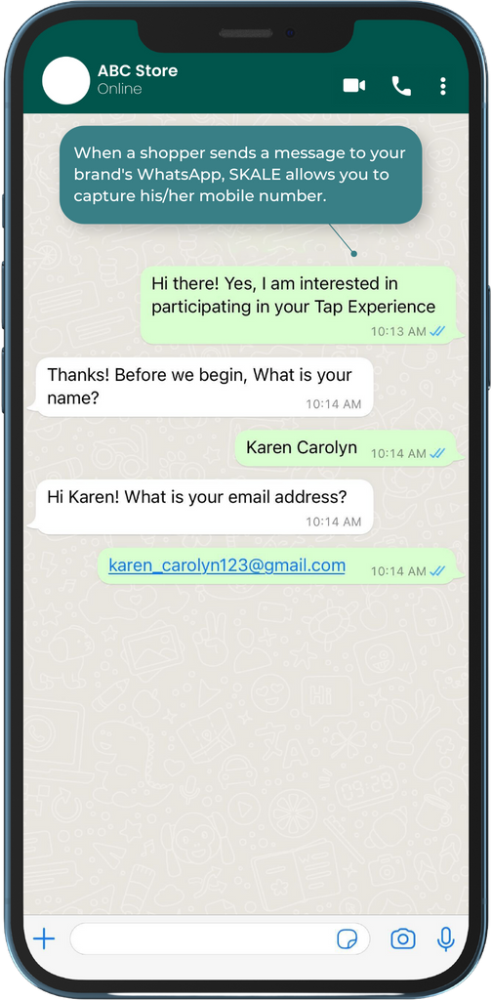 ABC Store
Online
When a shopper sends a message to your
brand's WhatsApp, SKALE allows you to
capture his/her mobile number.
Hi there! Yes, I am interested in
participating in your Tap Experience
10:13 AM
Thanks! Before we begin, What is your
name?
10:14 AM
Karen Carolyn
10:14 AM
Hi Karen! What is your email address?
10:14 AM
karen_carolyn123@gmail.com
10:14 AM
Hi
09:28